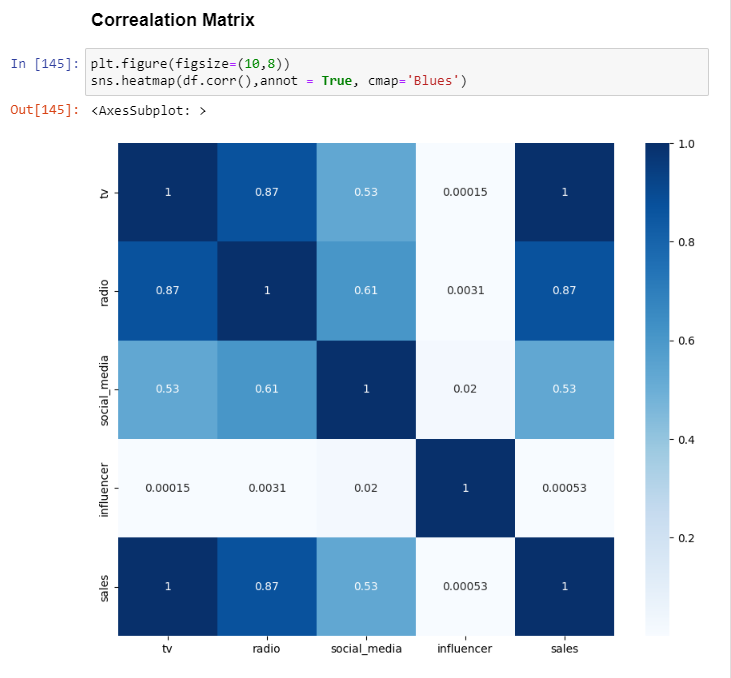 Correalation Matrix
In [145]: plt.figure(figsize=(10,8))
sns.heatmap(df.corr(),annot = True, cmap='Blues')
Out[145]: <AxesSubplot: >
tv 1 0.87 0.53 0.00015 1
radio 0.87 1 0.61 0.0031 0.87
social_media 0.53 0.61 1 0.02 0.53
influencer 0.00015 0.0031 0.02 1 0.00053
sales 1 0.87 0.53 0.00053 1
tv radio social_media influencer sales
1.0
0.8
0.6
0.4
0.2